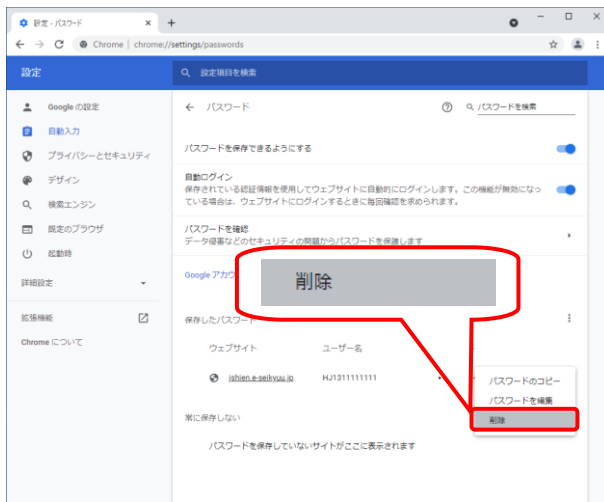 設定 - パスワード
Chrome | chrome://settings/passwords
設定
設定項目を検索
Google の設定
自動入力
プライバシーとセキュリティ
デザイン
検索エンジン
既定のブラウザ
起動時
詳細設定
拡張機能
Chrome について
パスワード
パスワードを検索
パスワードを保存できるようにする
自動ログイン
保存されている認証情報を使用してウェブサイトに自動的にログインします。この機能が無効になっ
ている場合は、ウェブサイトにログインするときに毎回確認を求められます。
パスワードを確認
データ侵害などのセキュリティの問題からパスワードを保護します
Google アカウ
削除
保存したパスワード
ウェブサイト ユーザー名
jshien.e-seikyuu.jp HJ1311111111
パスワードのコピー
パスワードを編集
削除
常に保存しない
パスワードを保存していないサイトがここに表示されます